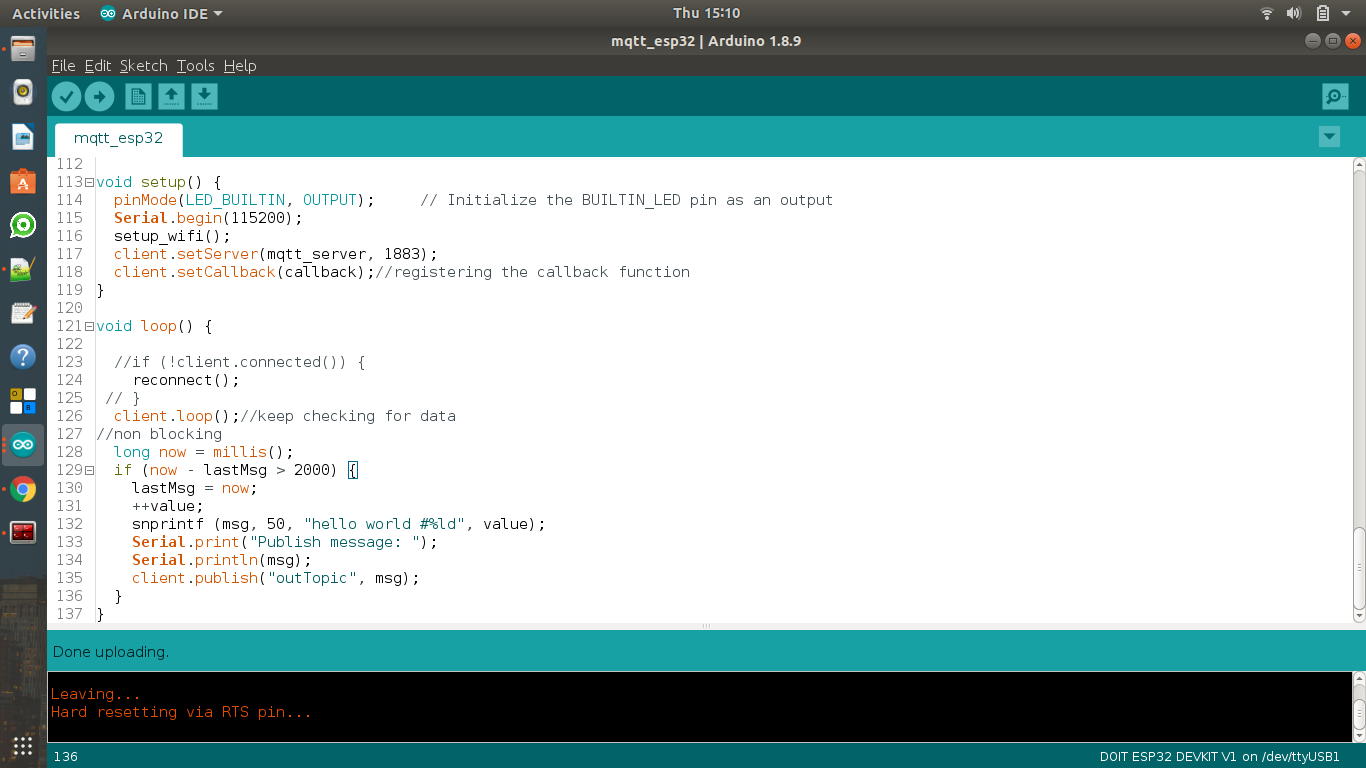 Activities Arduino IDE Thu 15:10
mqtt_esp32 | Arduino 1.8.9
File Edit Sketch Tools Help
mqtt_esp32
112
113 void setup() {
114   pinMode(LED_BUILTIN, OUTPUT);     // Initialize the BUILTIN_LED pin as an output
115   Serial.begin(115200);
116   setup_wifi();
117   client.setServer(mqtt_server, 1883);
118   client.setCallback(callback);//registering the callback function
119 }
120
121 void loop() {
122
123   //if (!client.connected()) {
124     reconnect();
125  // }
126   client.loop();//keep checking for data
127 //non blocking
128   long now = millis();
129   if (now - lastMsg > 2000) {
130     lastMsg = now;
131     ++value;
132     snprintf (msg, 50, "hello world #%ld", value);
133     Serial.print("Publish message: ");
134     Serial.println(msg);
135     client.publish("outTopic", msg);
136   }
137 }
Done uploading.
Leaving...
Hard resetting via RTS pin...
136 DOIT ESP32 DEVKIT V1 on /dev/ttyUSB1